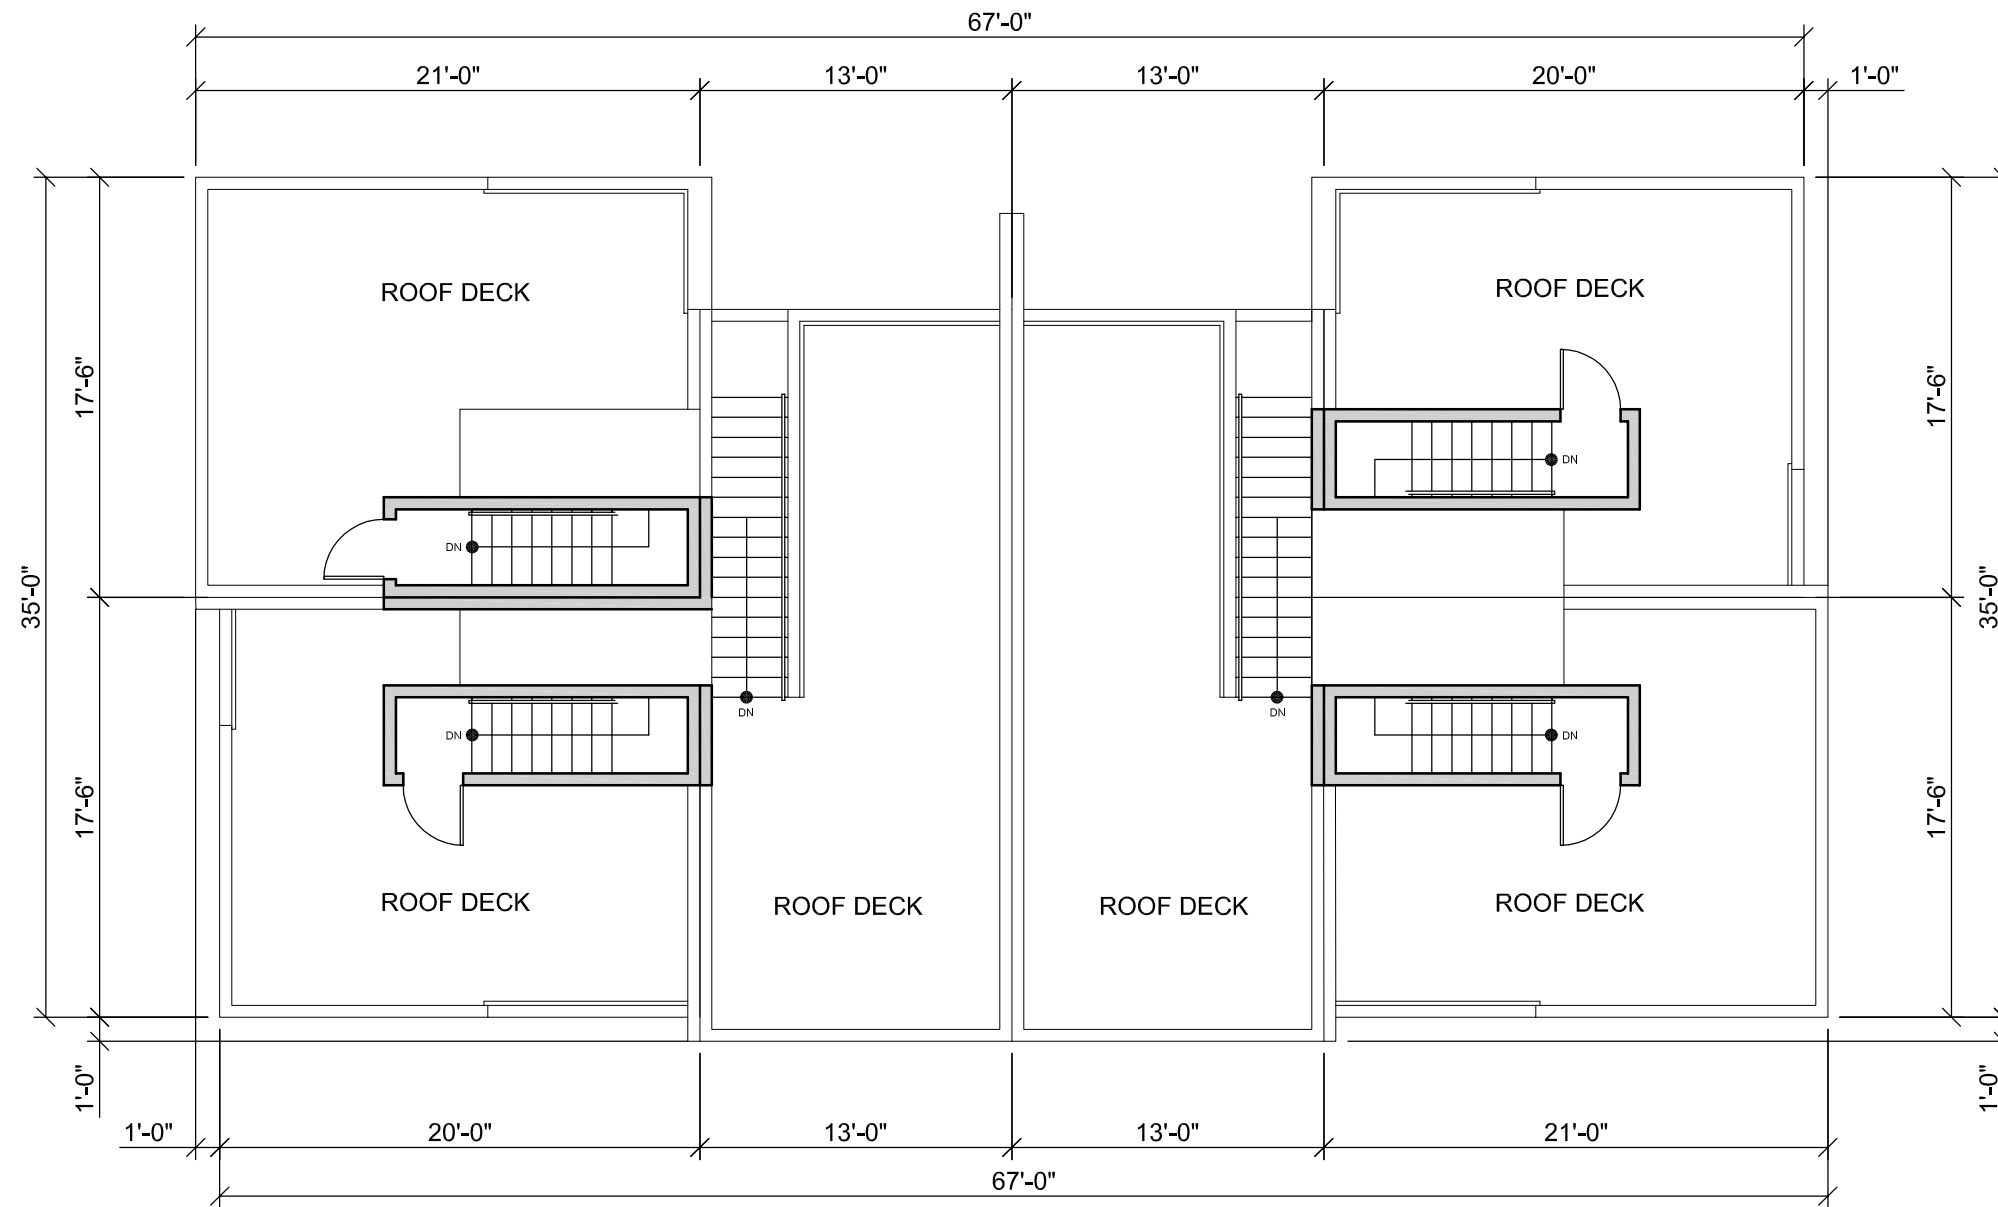 67'-0"
21'-0" 13'-0" 13'-0" 20'-0" 1'-0"
ROOF DECK
ROOF DECK
17'-6"
17'-6"
DN
DN
35'-0"
35'-0"
DN
DN
DN
DN
17'-6"
17'-6"
ROOF DECK
ROOF DECK
ROOF DECK
ROOF DECK
1'-0"
1'-0"
1'-0" 20'-0" 13'-0" 13'-0" 21'-0"
67'-0"